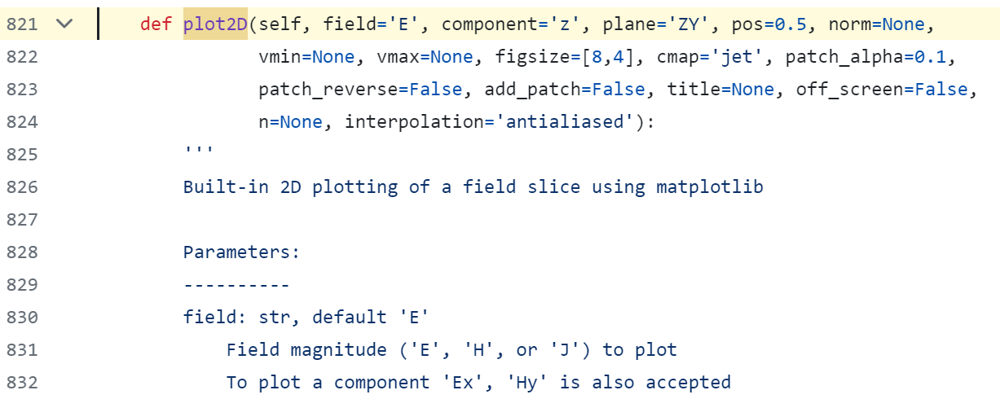 821 def plot2D(self, field='E', component='z', plane='ZY', pos=0.5, norm=None,
822 vmin=None, vmax=None, figsize=[8,4], cmap='jet', patch_alpha=0.1,
823 patch_reverse=False, add_patch=False, title=None, off_screen=False,
824 n=None, interpolation='antialiased'):
825 '''
826 Built-in 2D plotting of a field slice using matplotlib
827
828 Parameters:
829 ----------
830 field: str, default 'E'
831 Field magnitude ('E', 'H', or 'J') to plot
832 To plot a component 'Ex', 'Hy' is also accepted